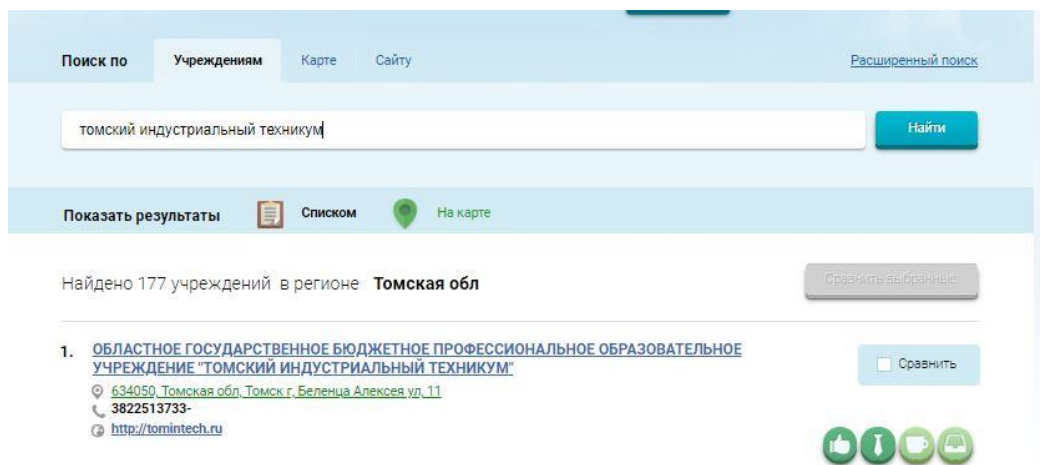 Поиск по Учреждениям Карте Сайту Расширенный поиск
томский индустриальный техникум Найти
Показать результаты Списком На карте
Найдено 177 учреждений в регионе Томская обл Сравнить выбранные
1. ОБЛАСТНОЕ ГОСУДАРСТВЕННОЕ БЮДЖЕТНОЕ ПРОФЕССИОНАЛЬНОЕ ОБРАЗОВАТЕЛЬНОЕ
УЧРЕЖДЕНИЕ "ТОМСКИЙ ИНДУСТРИАЛЬНЫЙ ТЕХНИКУМ" Сравнить
634050, Томская обл, Томск г, Беленца Алексея ул, 11
3822513733-
http://tomintech.ru